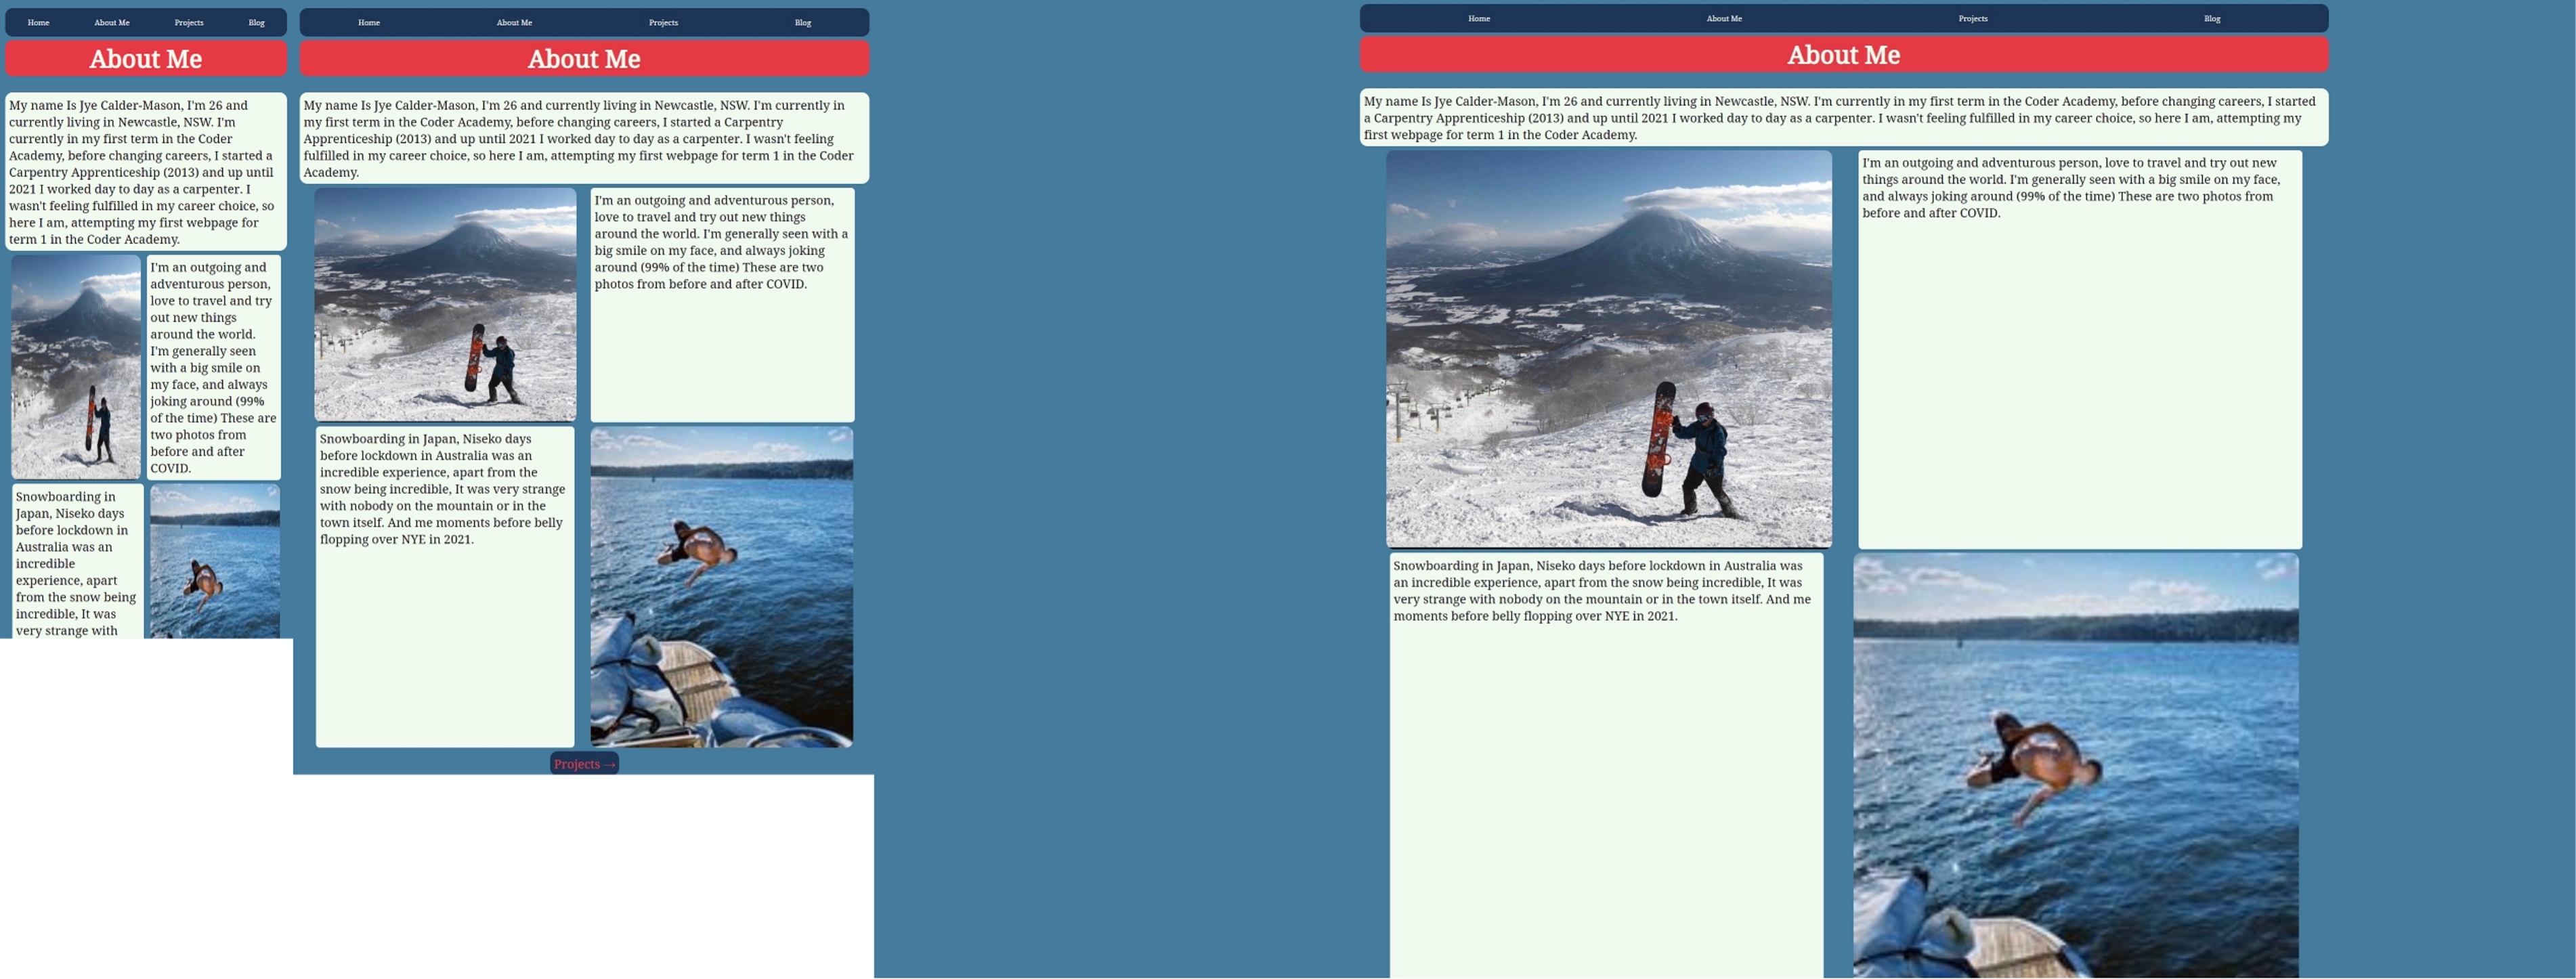 Home About Me Projects Blog
About Me
My name Is Jye Calder-Mason, I'm 26 and
currently living in Newcastle, NSW. I'm
currently in my first term in the Coder
Academy, before changing careers, I started a
Carpentry Apprenticeship (2013) and up until
2021 I worked day to day as a carpenter. I
wasn't feeling fulfilled in my career choice, so
here I am, attempting my first webpage for
term 1 in the Coder Academy.
I'm an outgoing and
adventurous person,
love to travel and try
out new things
around the world.
I'm generally seen
with a big smile on
my face, and always
joking around (99%
of the time) These are
two photos from
before and after
COVID.
Snowboarding in
Japan, Niseko days
before lockdown in
Australia was an
incredible
experience, apart
from the snow being
incredible, It was
very strange with
Home About Me Projects Blog
About Me
My name Is Jye Calder-Mason, I'm 26 and currently living in Newcastle, NSW. I'm currently in
my first term in the Coder Academy, before changing careers, I started a Carpentry
Apprenticeship (2013) and up until 2021 I worked day to day as a carpenter. I wasn't feeling
fulfilled in my career choice, so here I am, attempting my first webpage for term 1 in the Coder
Academy.
I'm an outgoing and adventurous person,
love to travel and try out new things
around the world. I'm generally seen with a
big smile on my face, and always joking
around (99% of the time) These are two
photos from before and after COVID.
Snowboarding in Japan, Niseko days
before lockdown in Australia was an
incredible experience, apart from the
snow being incredible, It was very strange
with nobody on the mountain or in the
town itself. And me moments before belly
flopping over NYE in 2021.
Projects →
Home About Me Projects Blog
About Me
My name Is Jye Calder-Mason, I'm 26 and currently living in Newcastle, NSW. I'm currently in my first term in the Coder Academy, before changing careers, I started
a Carpentry Apprenticeship (2013) and up until 2021 I worked day to day as a carpenter. I wasn't feeling fulfilled in my career choice, so here I am, attempting my
first webpage for term 1 in the Coder Academy.
I'm an outgoing and adventurous person, love to travel and try out new
things around the world. I'm generally seen with a big smile on my face,
and always joking around (99% of the time) These are two photos from
before and after COVID.
Snowboarding in Japan, Niseko days before lockdown in Australia was
an incredible experience, apart from the snow being incredible, It was
very strange with nobody on the mountain or in the town itself. And me
moments before belly flopping over NYE in 2021.